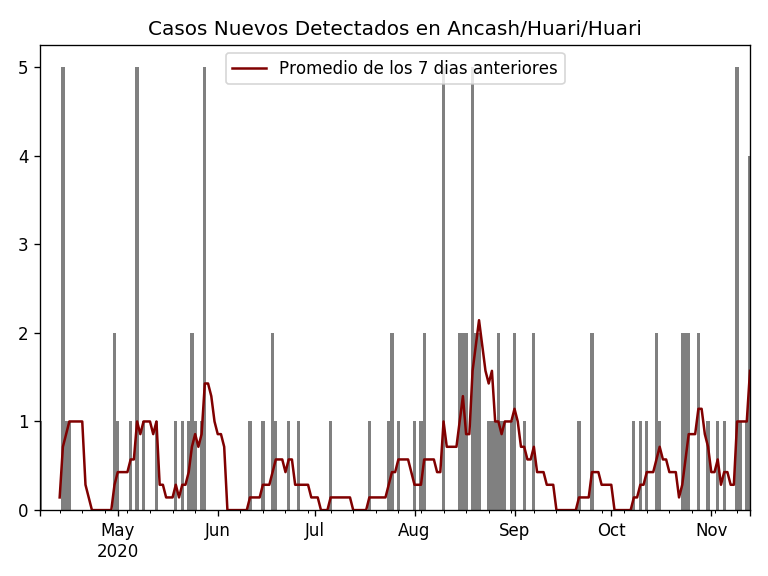 Casos Nuevos Detectados en Ancash/Huari/Huari
Promedio de los 7 dias anteriores
5
4
3
2
1
0
May Jun Jul Aug Sep Oct Nov
2020